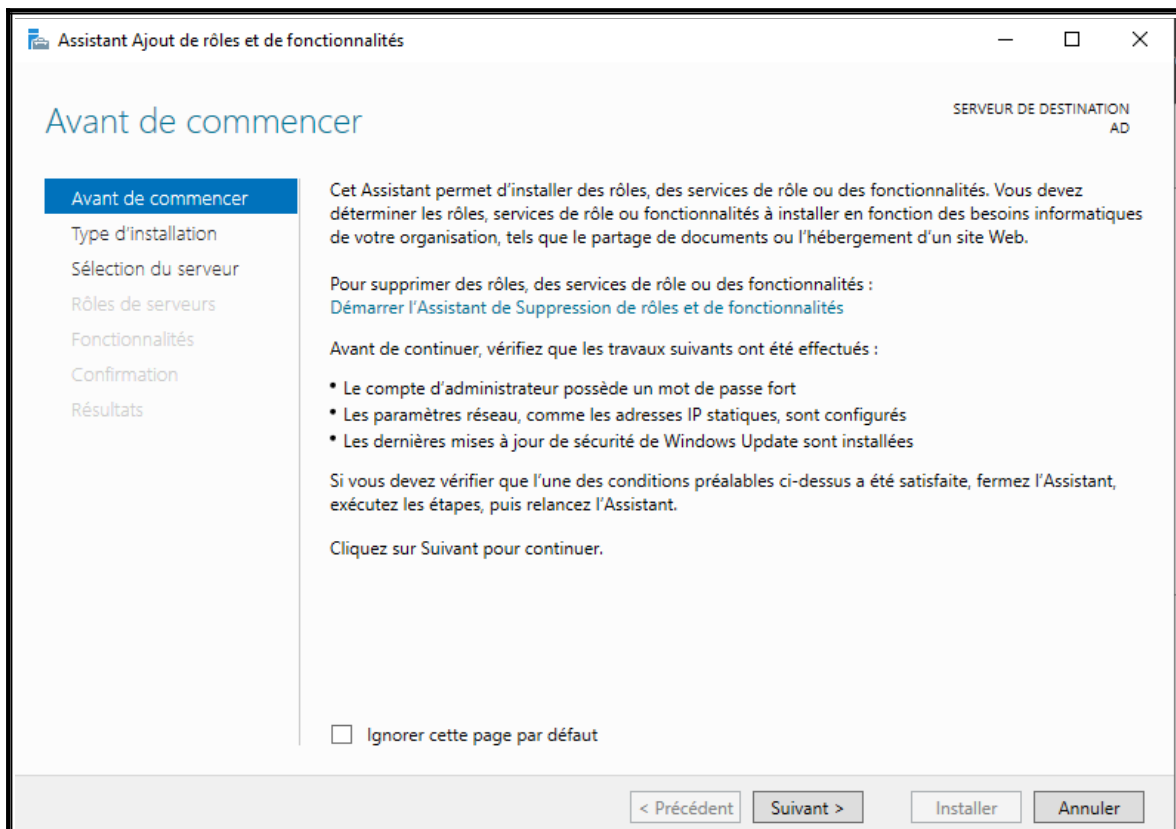 Assistant Ajout de rôles et de fonctionnalités
Avant de commencer
SERVEUR DE DESTINATION
AD
Avant de commencer
Type d'installation
Sélection du serveur
Rôles de serveurs
Fonctionnalités
Confirmation
Résultats
Cet Assistant permet d'installer des rôles, des services de rôle ou des fonctionnalités. Vous devez
déterminer les rôles, services de rôle ou fonctionnalités à installer en fonction des besoins informatiques
de votre organisation, tels que le partage de documents ou l'hébergement d'un site Web.
Pour supprimer des rôles, des services de rôle ou des fonctionnalités :
Démarrer l'Assistant de Suppression de rôles et de fonctionnalités
Avant de continuer, vérifiez que les travaux suivants ont été effectués :
• Le compte d'administrateur possède un mot de passe fort
• Les paramètres réseau, comme les adresses IP statiques, sont configurés
• Les dernières mises à jour de sécurité de Windows Update sont installées
Si vous devez vérifier que l'une des conditions préalables ci-dessus a été satisfaite, fermez l'Assistant,
exécutez les étapes, puis relancez l'Assistant.
Cliquez sur Suivant pour continuer.
Ignorer cette page par défaut
< Précédent
Suivant >
Installer
Annuler